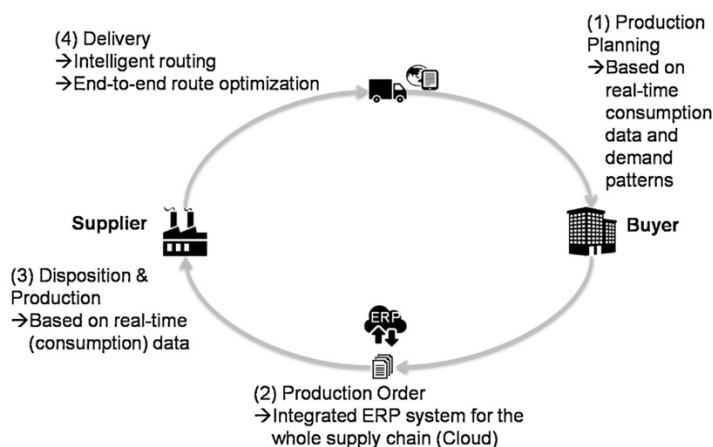 (4) Delivery
→Intelligent routing
→End-to-end route optimization
(1) Production
Planning
→Based on
real-time
consumption
data and
demand
patterns
Supplier
Buyer
(3) Disposition &
Production
→Based on real-time
(consumption) data
ERP
(2) Production Order
→Integrated ERP system for the
whole supply chain (Cloud)